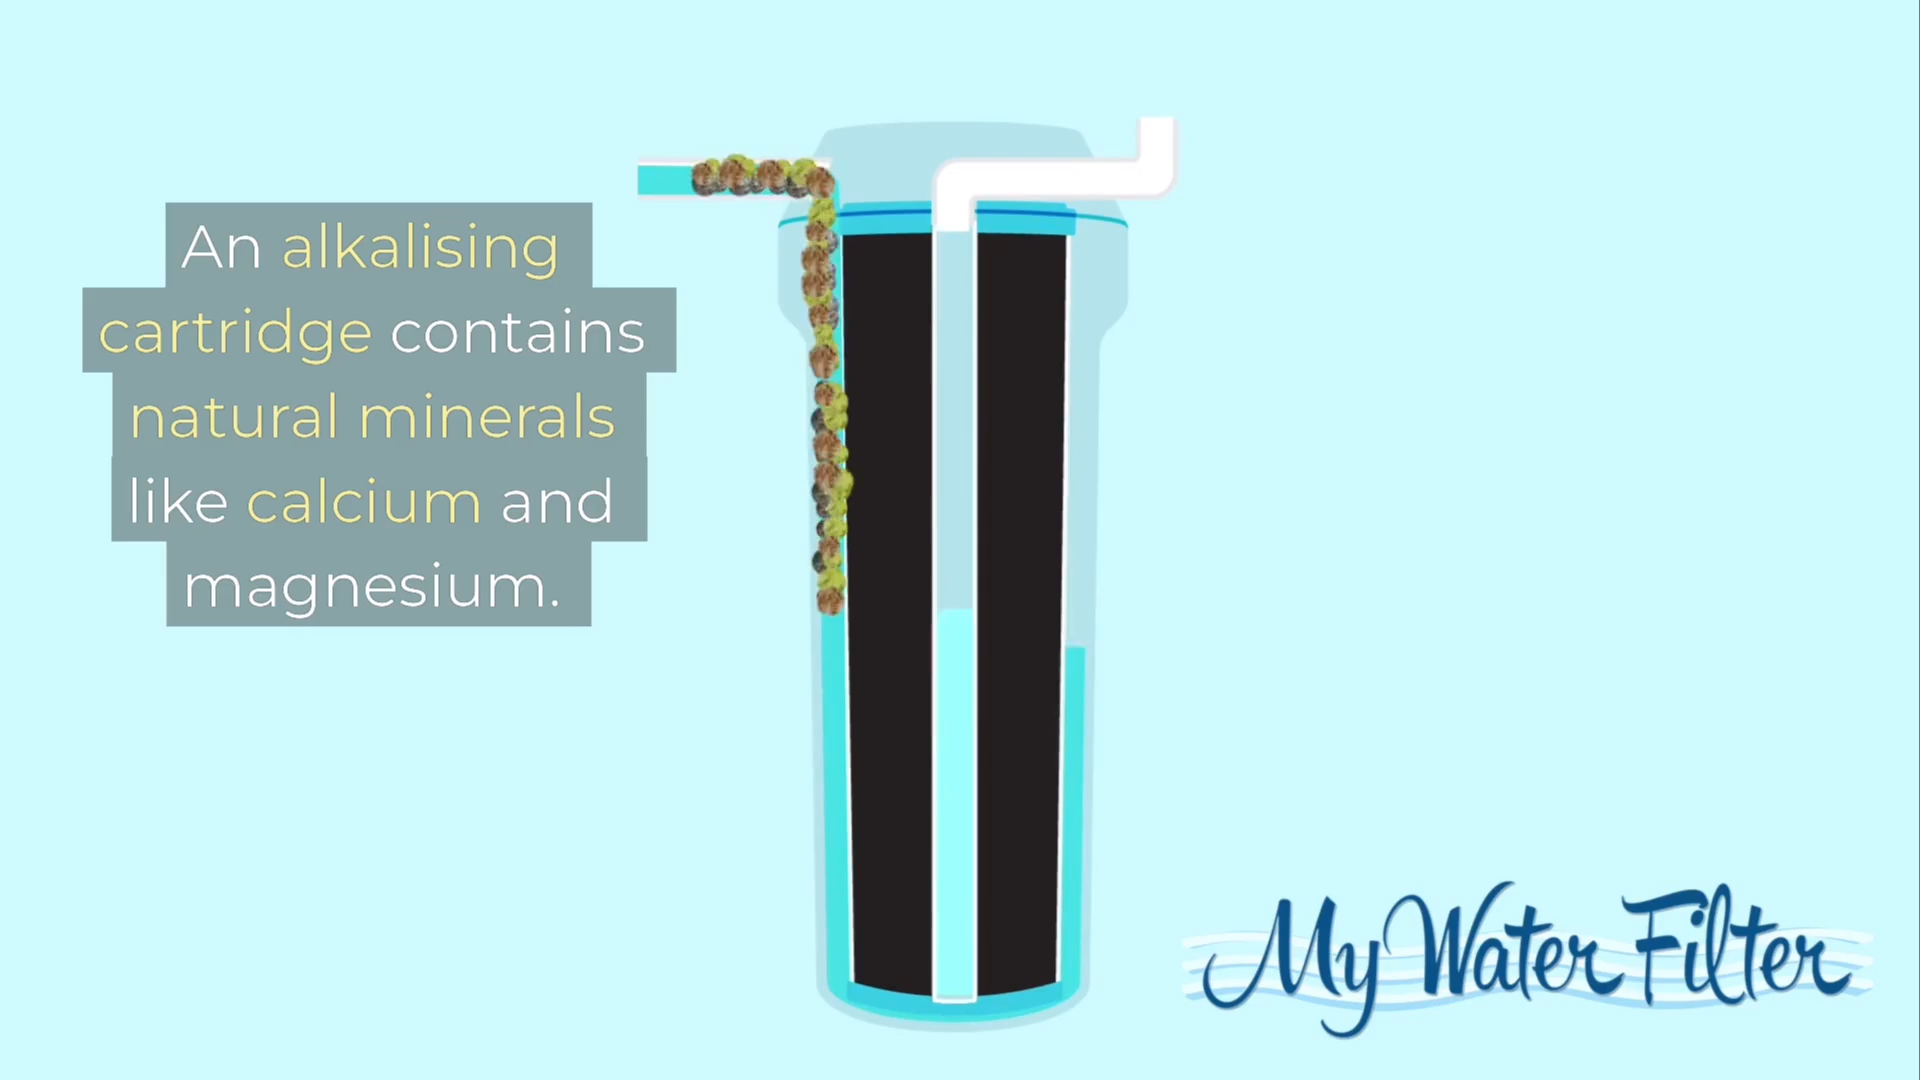 An alkalising
cartridge contains
natural minerals
like calcium and
magnesium.
My Water Filter